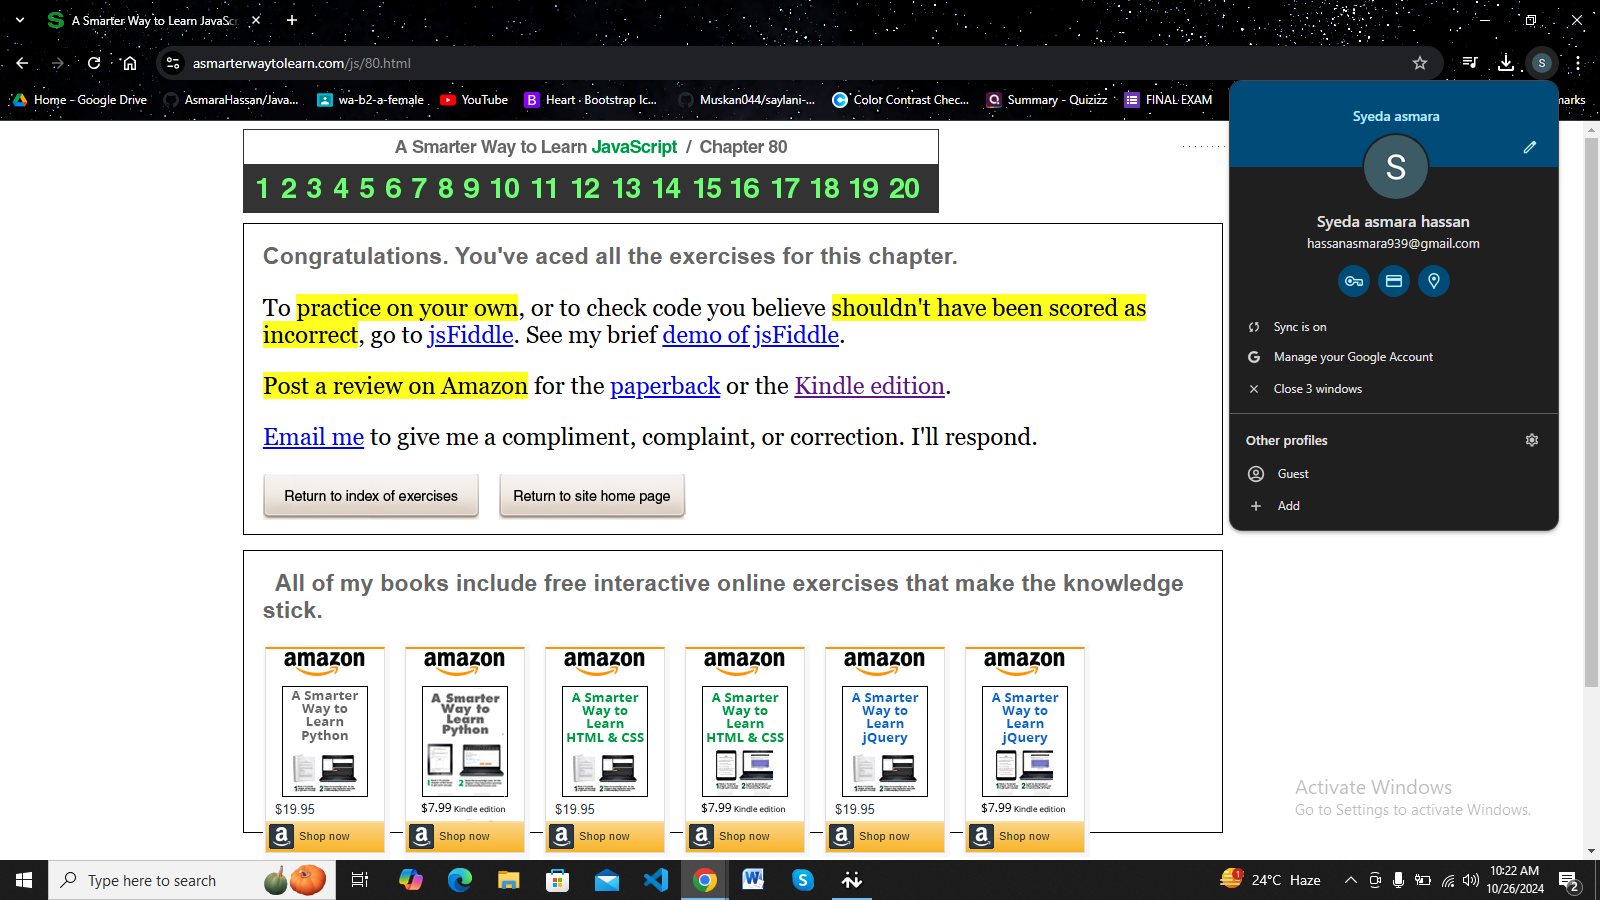 A Smarter Way to Learn JavaScr
asmarterwaytolearn.com/js/80.html
S
Home - Google Drive
AsmaraHassan/Java...
wa-b2-a-female
YouTube
B
Heart · Bootstrap Ic...
Muskan044/saylani-...
Color Contrast Chec...
Summary - Quizizz
FINAL EXAM
marks
A Smarter Way to Learn JavaScript / Chapter 80
1 2 3 4 5 6 7 8 9 10 11 12 13 14 15 16 17 18 19 20
Congratulations. You've aced all the exercises for this chapter.
To practice on your own, or to check code you believe shouldn't have been scored as
incorrect, go to jsFiddle. See my brief demo of jsFiddle.
Post a review on Amazon for the paperback or the Kindle edition.
Email me to give me a compliment, complaint, or correction. I'll respond.
Return to index of exercises
Return to site home page
Syeda asmara
S
Syeda asmara hassan
hassanasmara939@gmail.com
Sync is on
G
Manage your Google Account
Close 3 windows
Other profiles
Guest
Add
All of my books include free interactive online exercises that make the knowledge
stick.
amazon
A Smarter
Way to
Learn
Python
$19.95
a
Shop now
amazon
A Smarter
Way to
Learn
Python
$7.99 Kindle edition
a
Shop now
amazon
A Smarter
Way to
Learn
HTML & CSS
$19.95
a
Shop now
amazon
A Smarter
Way to
Learn
HTML & CSS
$7.99 Kindle edition
a
Shop now
amazon
A Smarter
Way to
Learn
jQuery
$19.95
a
Shop now
amazon
A Smarter
Way to
Learn
jQuery
$7.99 Kindle edition
a
Shop now
Activate Windows
Go to Settings to activate Windows.
Type here to search
W
S
1
24°C Haze
10:22 AM
10/26/2024
2